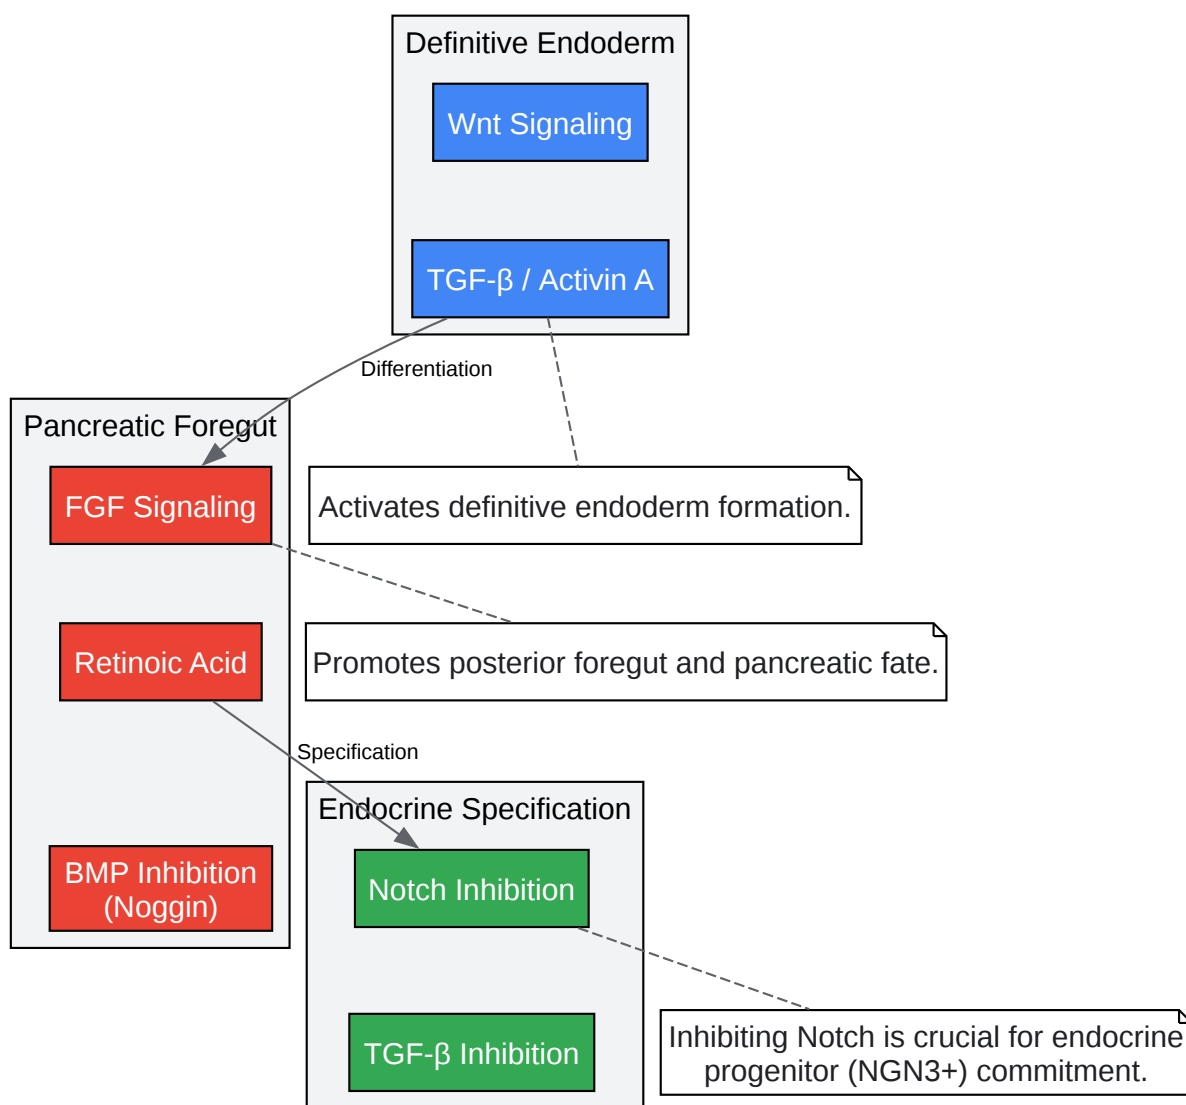 Definitive Endoderm
Wnt Signaling
TGF-β / Activin A
Differentiation
Pancreatic Foregut
FGF Signaling
Activates definitive endoderm formation.
Retinoic Acid
Promotes posterior foregut and pancreatic fate.
Specification
Endocrine Specification
BMP Inhibition
(Noggin)
Notch Inhibition
TGF-β Inhibition
Inhibiting Notch is crucial for endocrine
progenitor (NGN3+) commitment.